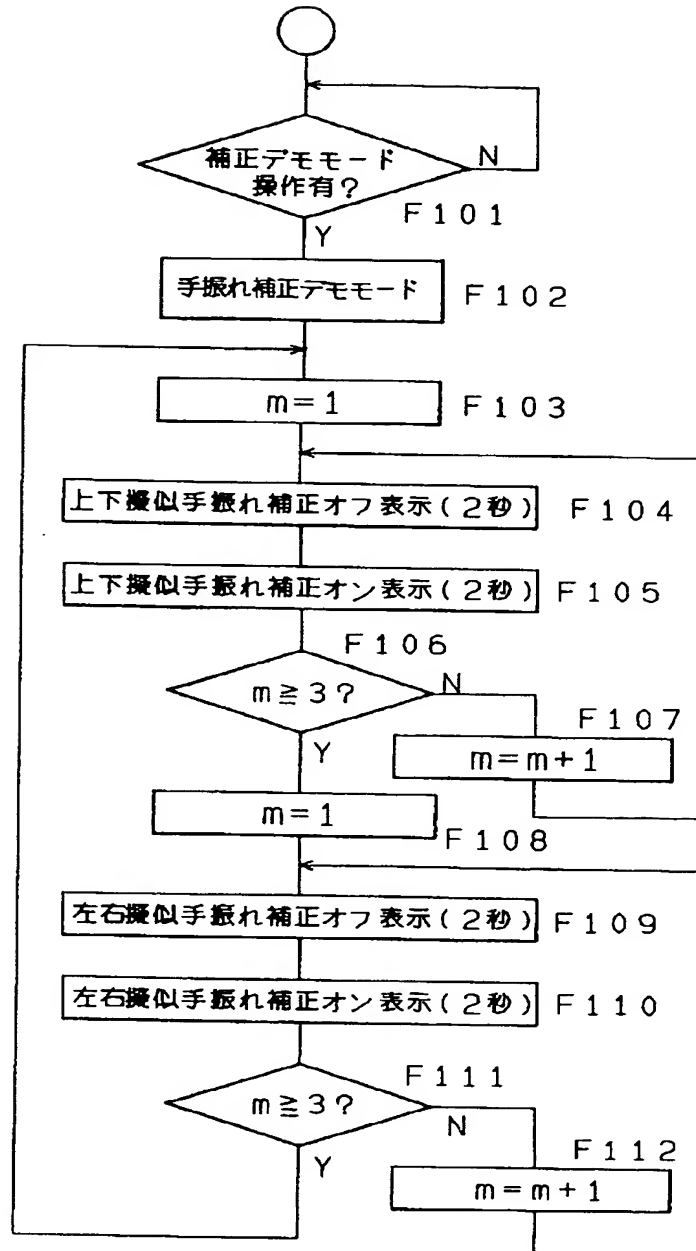 補正デモモード
操作有？
N
F101
Y
手振れ補正デモモード
F102
m=1
F103
上下擬似手振れ補正オフ表示(2秒)
F104
上下擬似手振れ補正オン表示(2秒)
F105
F106
m≧3？
N
F107
Y
m=m+1
m=1
F108
左右擬似手振れ補正オフ表示(2秒)
F109
左右擬似手振れ補正オン表示(2秒)
F110
F111
m≧3？
N
F112
Y
m=m+1